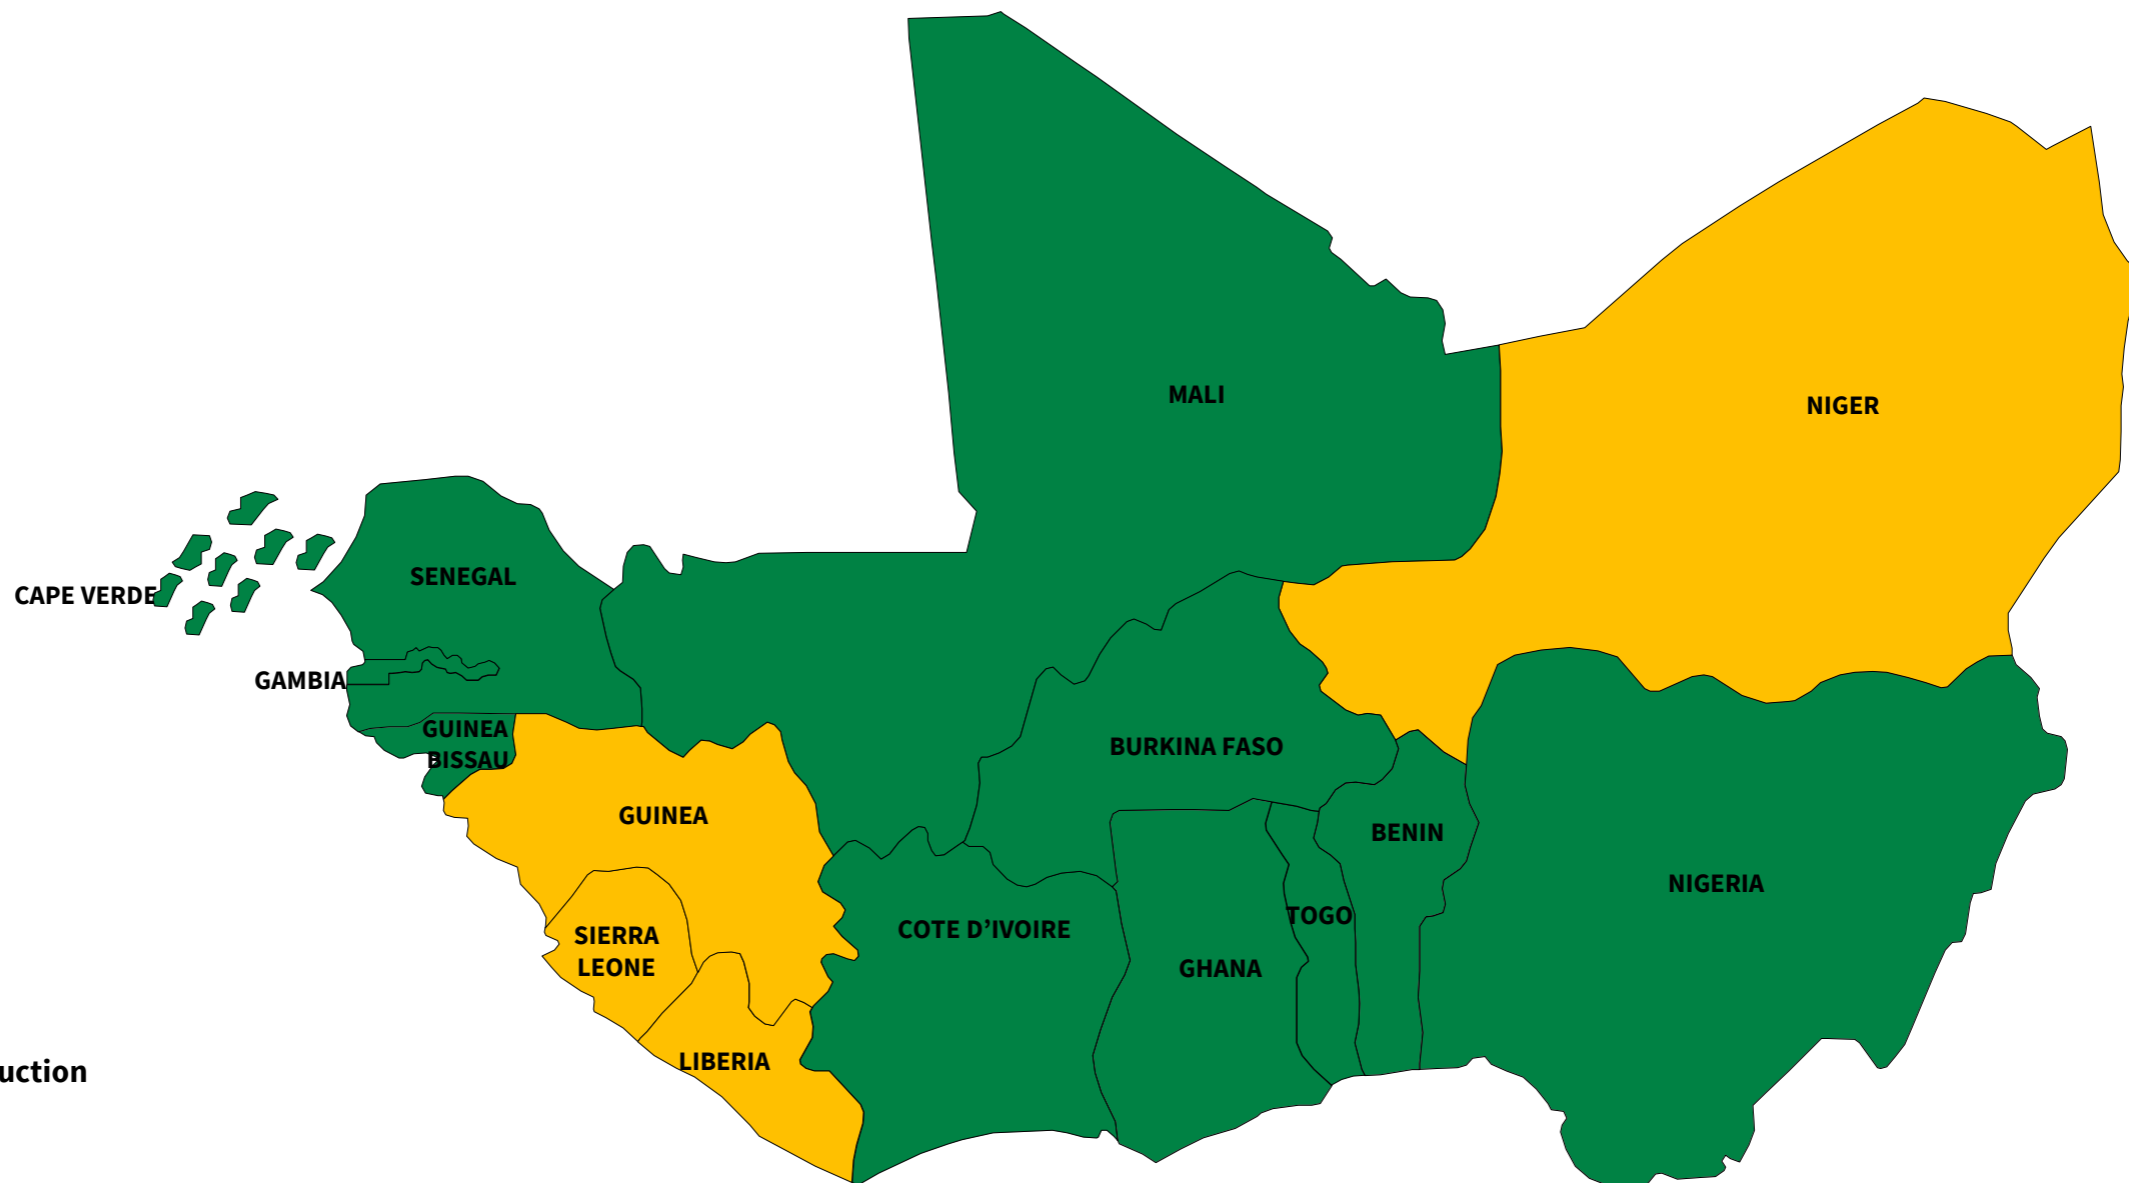 MALI
NIGER
SENEGAL
CAPE VERDE
GAMBIA
GUINEA
BISSAU
BURKINA FASO
GUINEA
BENIN
NIGERIA
TOGO
COTE D’IVOIRE
SIERRA
LEONE
GHANA
LIBERIA
uction